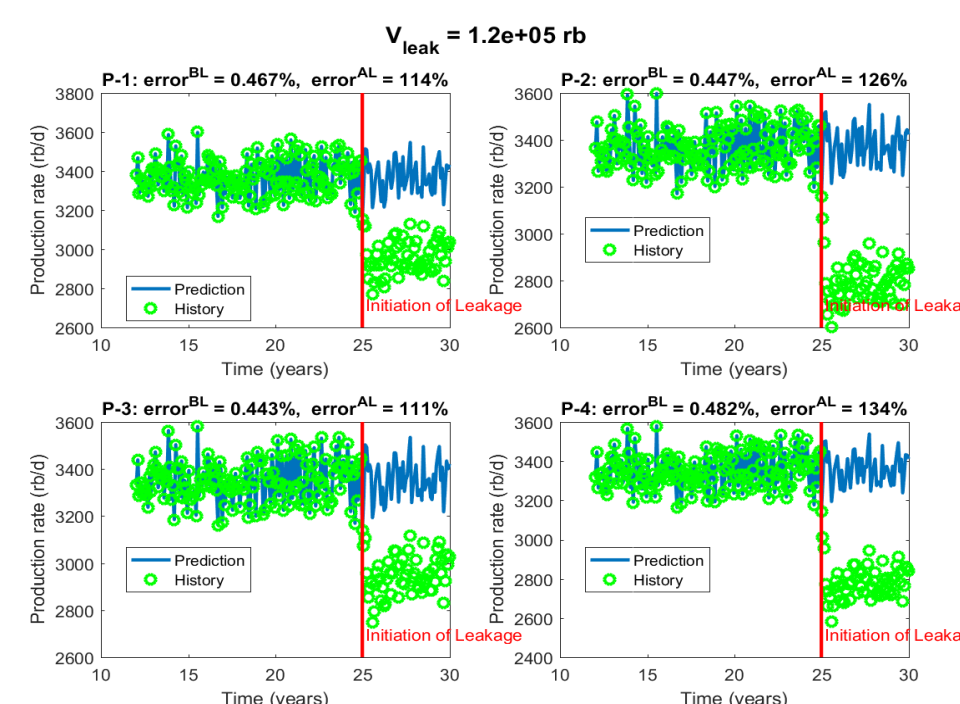 V_leak = 1.2e+05 rb
P-1: error^BL = 0.467%, error^AL = 114%
3800
3600
3400
3200
3000
2800
2600
Production rate (rb/d)
Prediction
History
Initiation of Leakage
10
15
20
25
30
Time (years)
P-2: error^BL = 0.447%, error^AL = 126%
3600
3400
3200
3000
2800
2600
Production rate (rb/d)
Prediction
History
Initiation of Leaka
10
15
20
25
30
Time (years)
P-3: error^BL = 0.443%, error^AL = 111%
3600
3400
3200
3000
2800
2600
Production rate (rb/d)
Prediction
History
Initiation of Leakage
10
15
20
25
30
Time (years)
P-4: error^BL = 0.482%, error^AL = 134%
3600
3400
3200
3000
2800
2600
2400
Production rate (rb/d)
Prediction
History
Initiation of Leaka
10
15
20
25
30
Time (years)